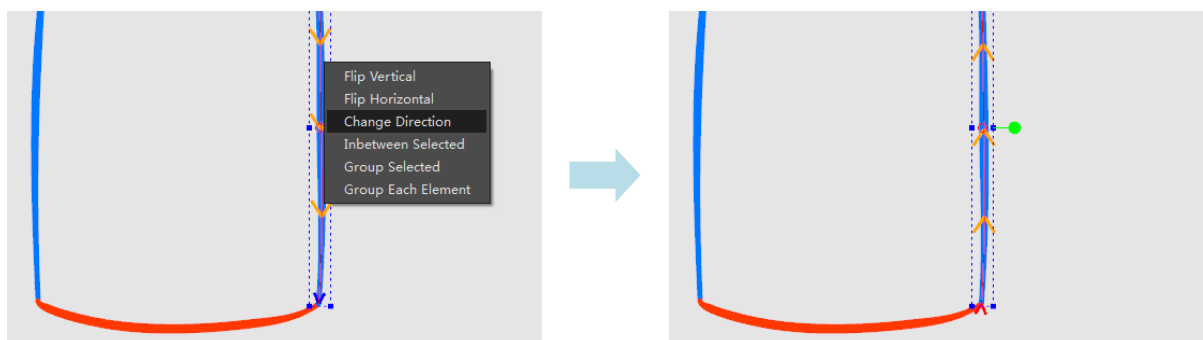 Flip Vertical
Flip Horizontal
Change Direction
Inbetween Selected
Group Selected
Group Each Element